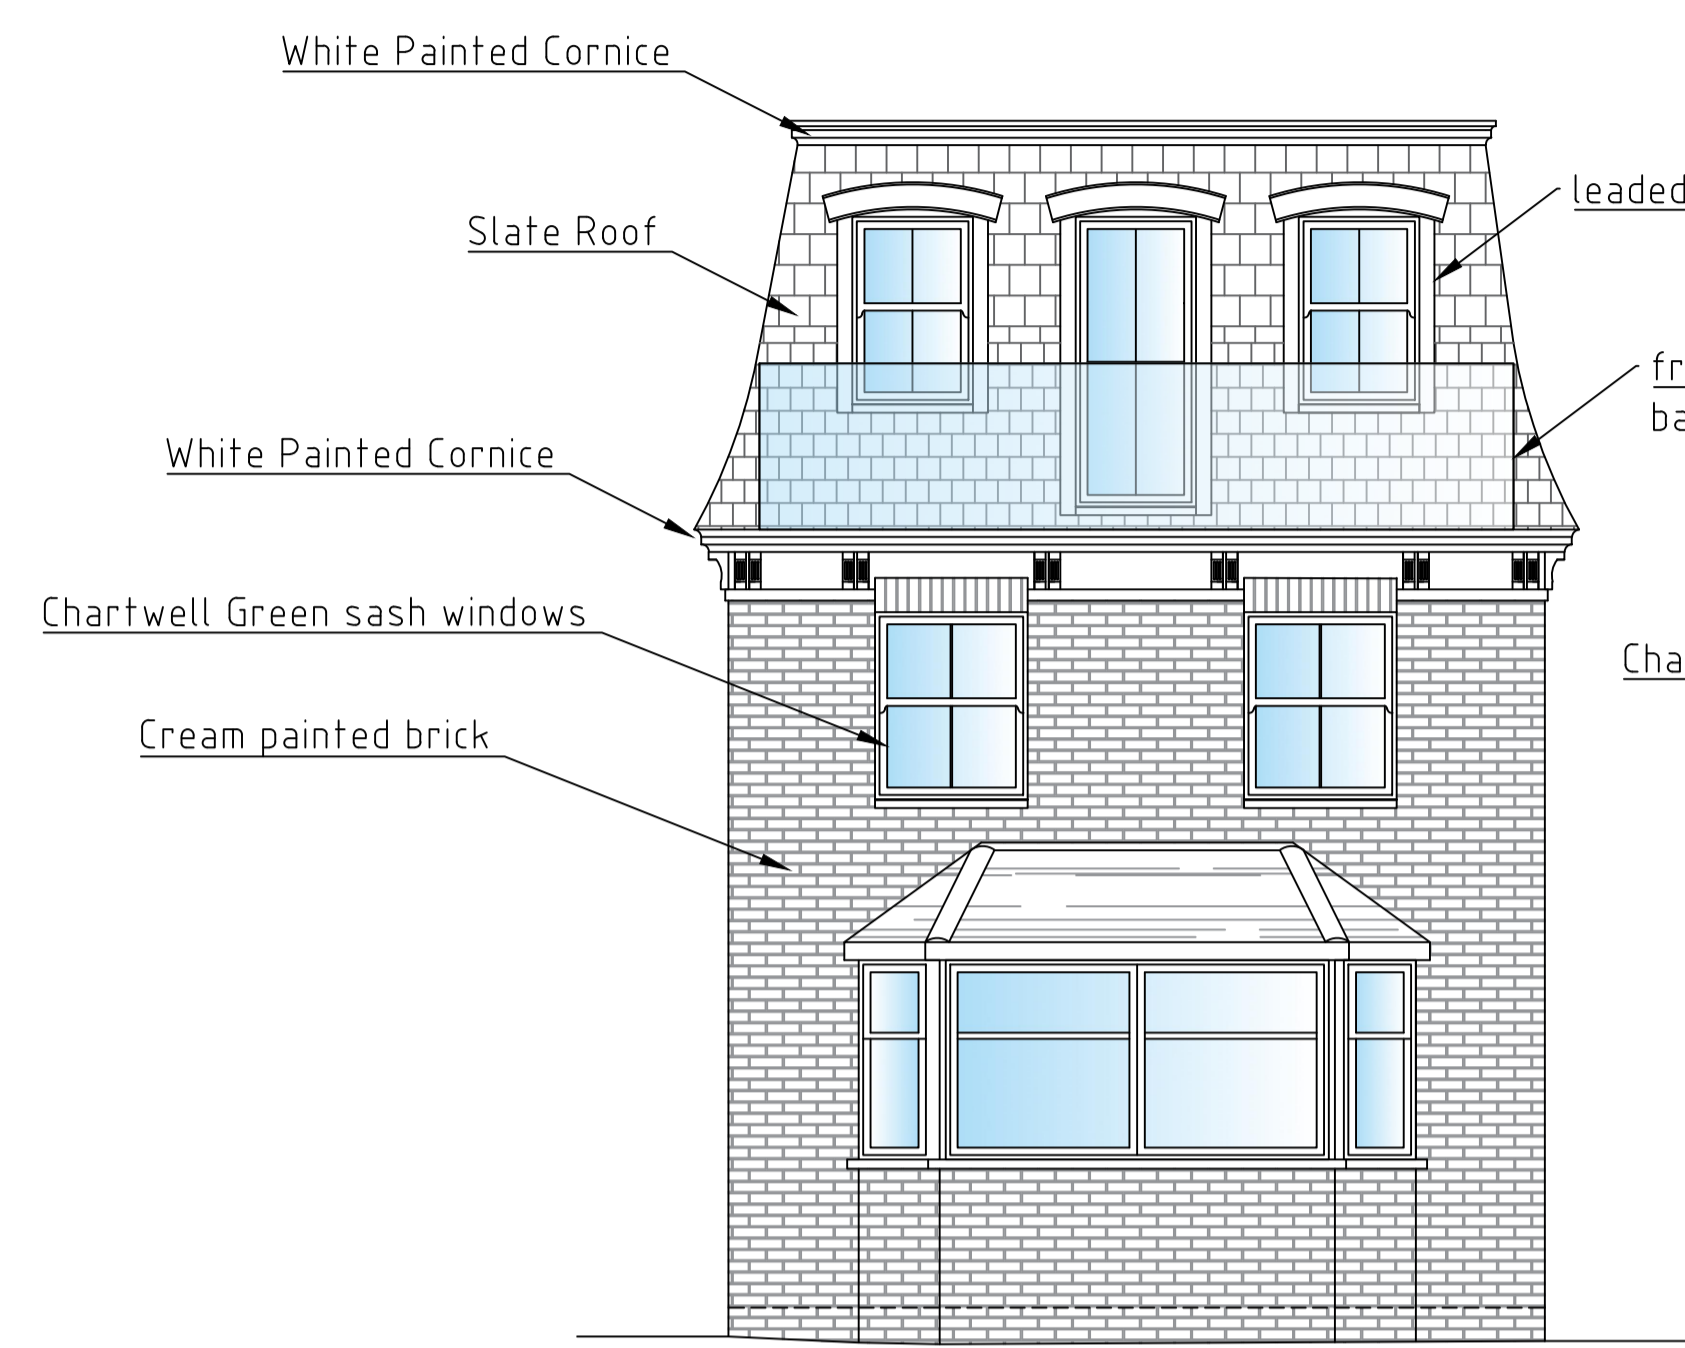 White Painted Cornice
leaded
Slate Roof
White Painted Cornice
Chartwell Green sash windows
Cream painted brick